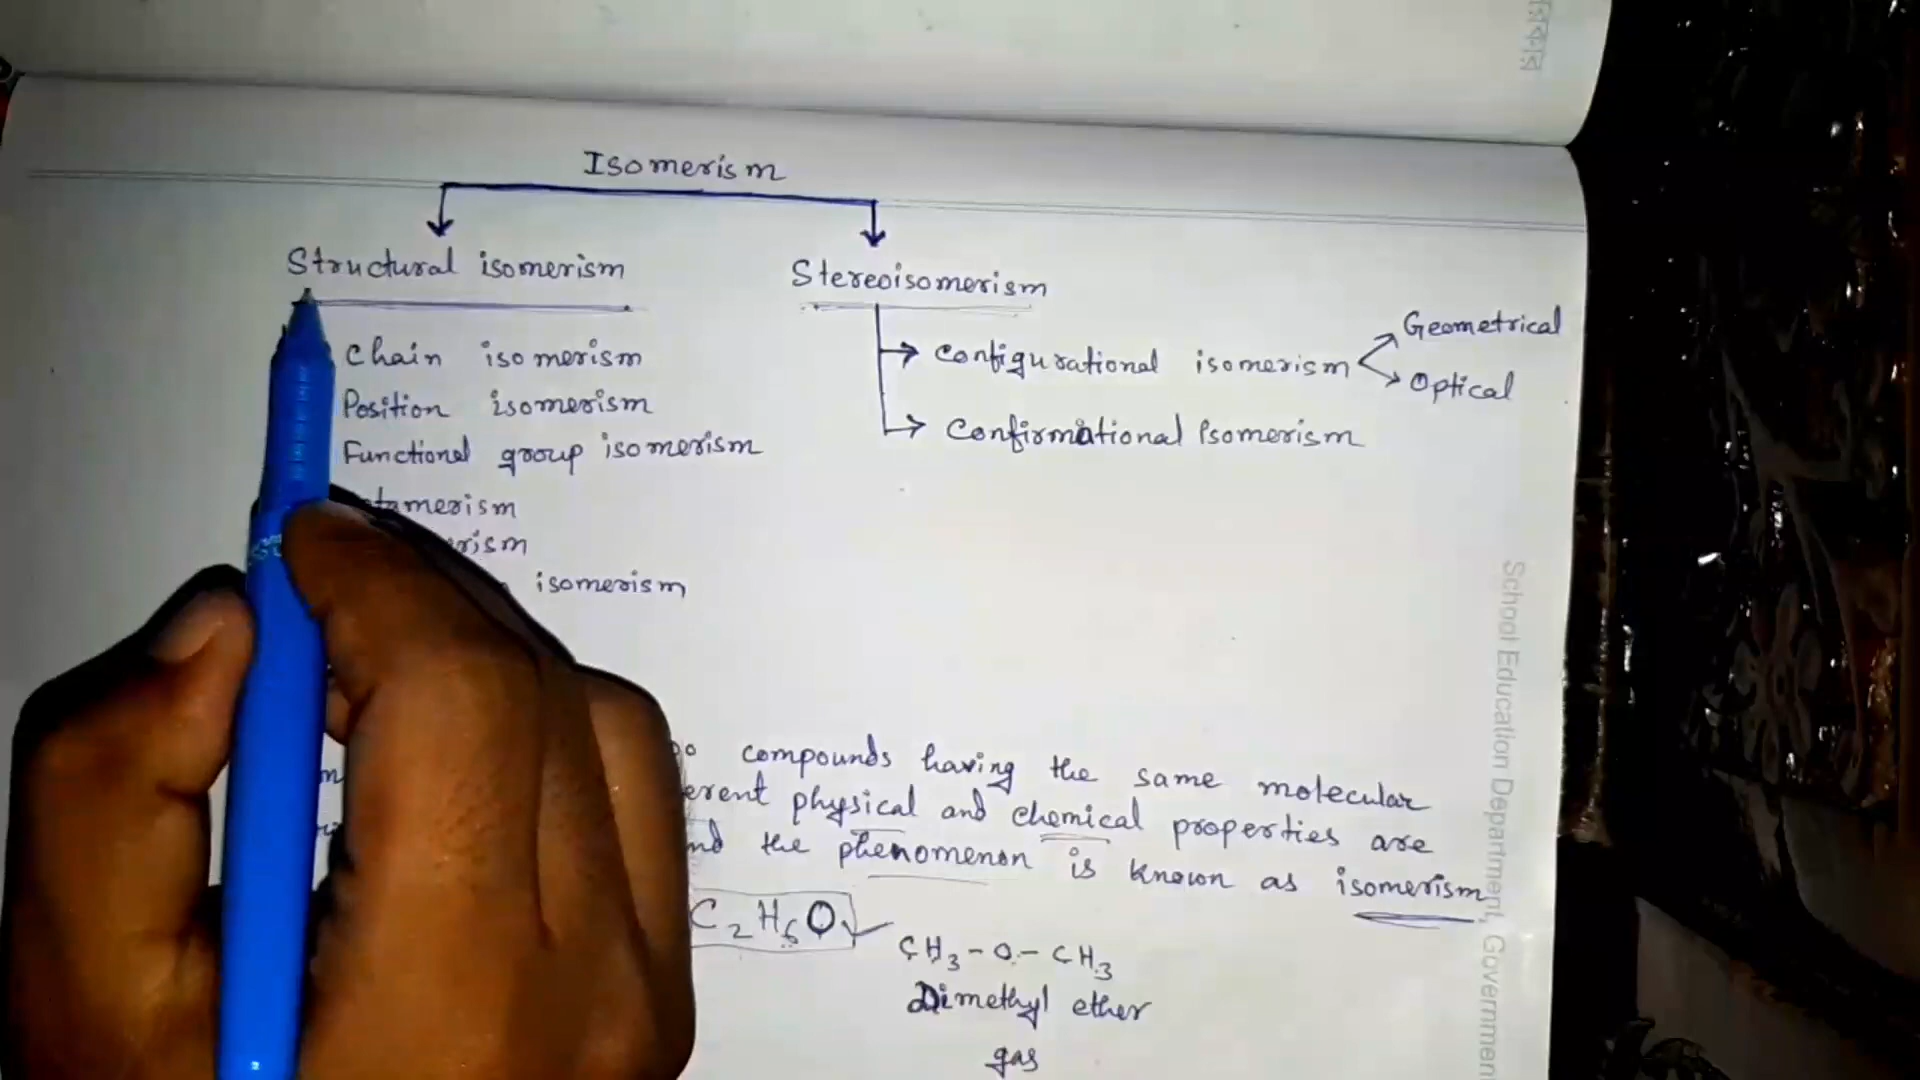 Isomerism
Structural isomerism
Stereoisomerism
Chain isomerism
Position isomerism
Functional group isomerism
isomerism
Configurational isomerism
Geometrical
Optical
Confirmational Isomerism
compounds having the same molecular
physical and chemical properties are
the phenomenon is known as isomerism
C2H6O
CH3-O-CH3
Dimethyl ether
gas
School Education Department, Government